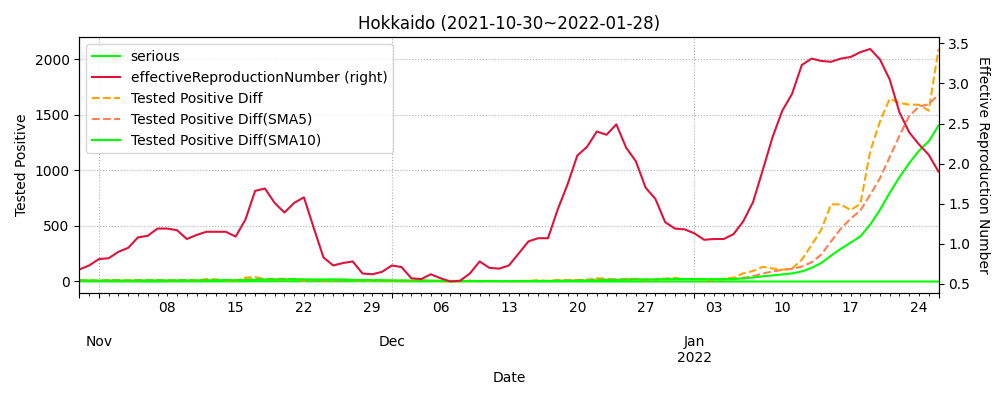 Hokkaido (2021-10-30~2022-01-28)
serious
effectiveReproductionNumber (right)
Tested Positive Diff
Tested Positive Diff(SMA5)
Tested Positive Diff(SMA10)
Tested Positive
2000
1500
1000
500
0
Effective Reproduction Number
3.5
3.0
2.5
2.0
1.5
1.0
0.5
08 15 22 29 06 13 20 27 03 10 17 24
Nov Dec Jan
2022
Date